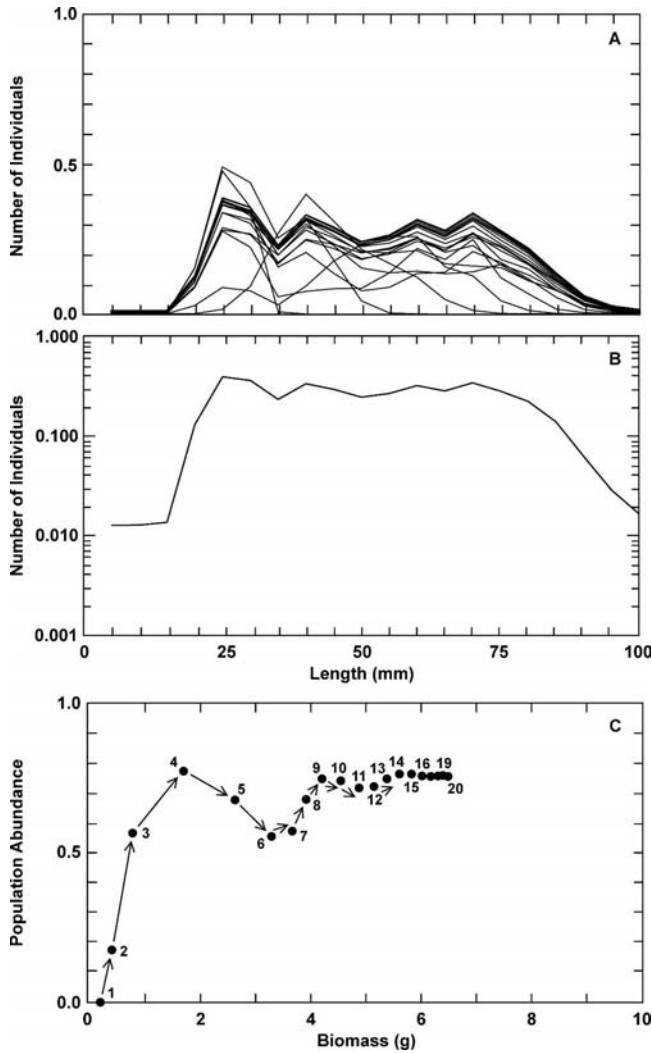 1.0
A
Number of Individuals
0.5
0.0
1.000
B
Number of Individuals
0.100
0.010
0.001
0 25 50 75 100
Length (mm)
1.0
C
4
9 10 13 14 16 19
5
11
15 20
8
12
3
Population Abundance
0.5
6 7
2
1
0.0
0 2 4 6 8 10
Biomass (g)